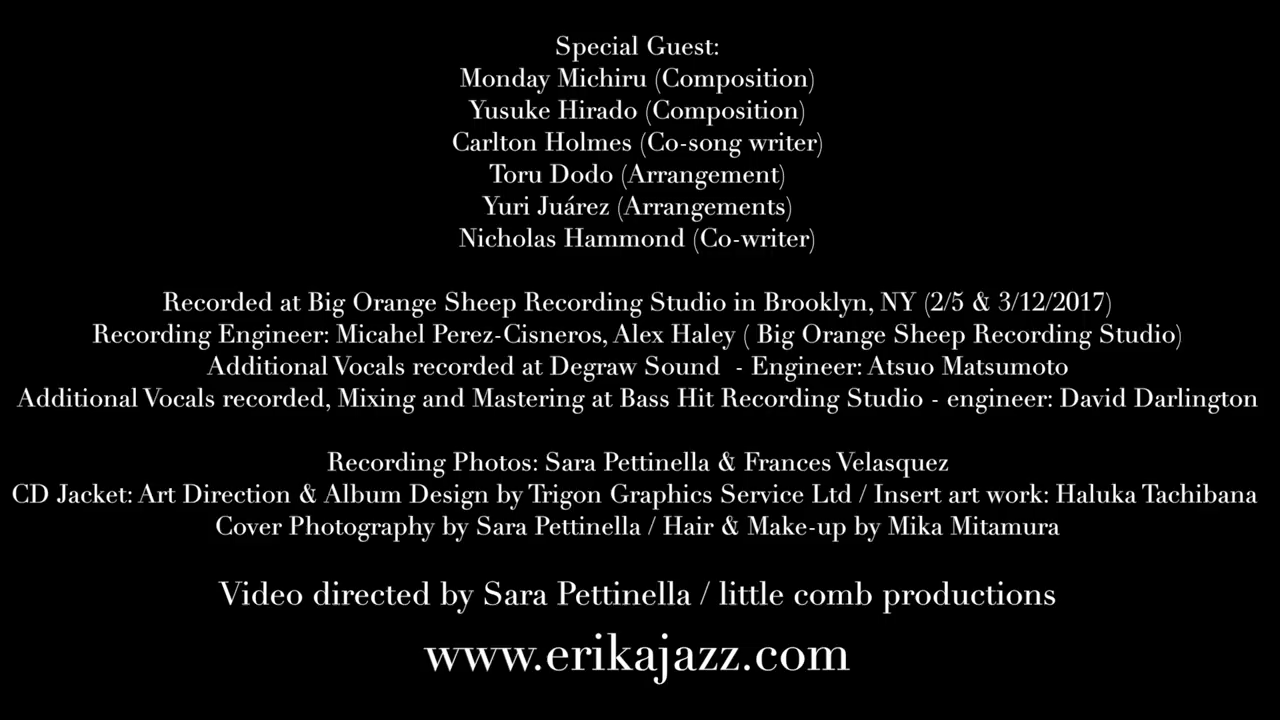 Special Guest:
Monday Michiru (Composition)
Yusuke Hirado (Composition)
Carlton Holmes (Co-song writer)
Toru Dodo (Arrangement)
Yuri Juárez (Arrangements)
Nicholas Hammond (Co-writer)
Recorded at Big Orange Sheep Recording Studio in Brooklyn, NY (2/5 & 3/12/2017)
Recording Engineer: Micahel Perez-Cisneros, Alex Haley ( Big Orange Sheep Recording Studio)
Additional Vocals recorded at Degraw Sound  - Engineer: Atsuo Matsumoto
Additional Vocals recorded, Mixing and Mastering at Bass Hit Recording Studio - engineer: David Darlington
Recording Photos: Sara Pettinella & Frances Velasquez
CD Jacket: Art Direction & Album Design by Trigon Graphics Service Ltd / Insert art work: Haluka Tachibana
Cover Photography by Sara Pettinella / Hair & Make-up by Mika Mitamura
Video directed by Sara Pettinella / little comb productions
www.erikajazz.com